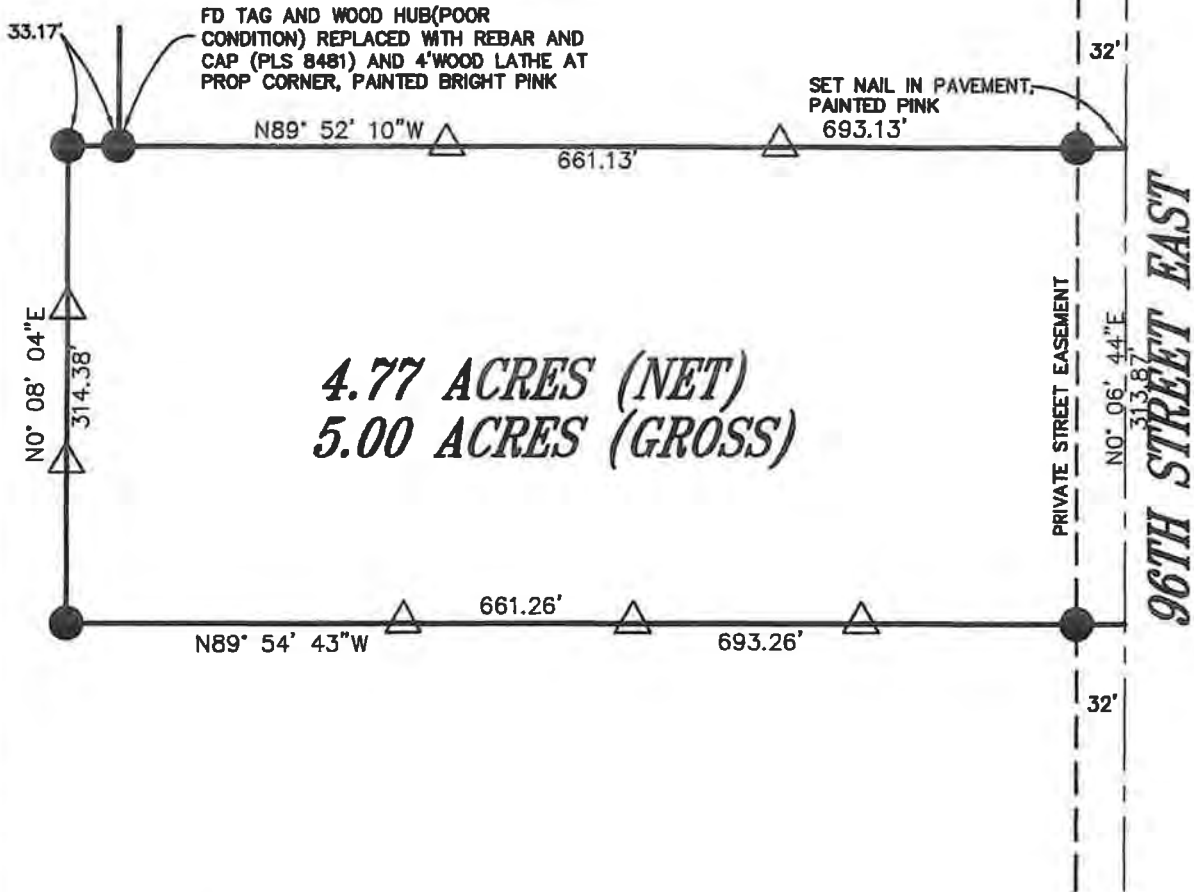 FD TAG AND WOOD HUB(POOR
CONDITION) REPLACED WITH REBAR AND
CAP (PLS 8481) AND 4'WOOD LATHE AT
PROP CORNER, PAINTED BRIGHT PINK
33.17'
32'
SET NAIL IN PAVEMENT,
PAINTED PINK
N89° 52' 10"W
693.13'
661.13'
N0° 08' 04"E
314.38'
4.77 ACRES (NET)
5.00 ACRES (GROSS)
PRIVATE STREET EASEMENT
N0° 06' 44"E
313.87'
96TH STREET EAST
661.26'
N89° 54' 43"W
693.26'
32'